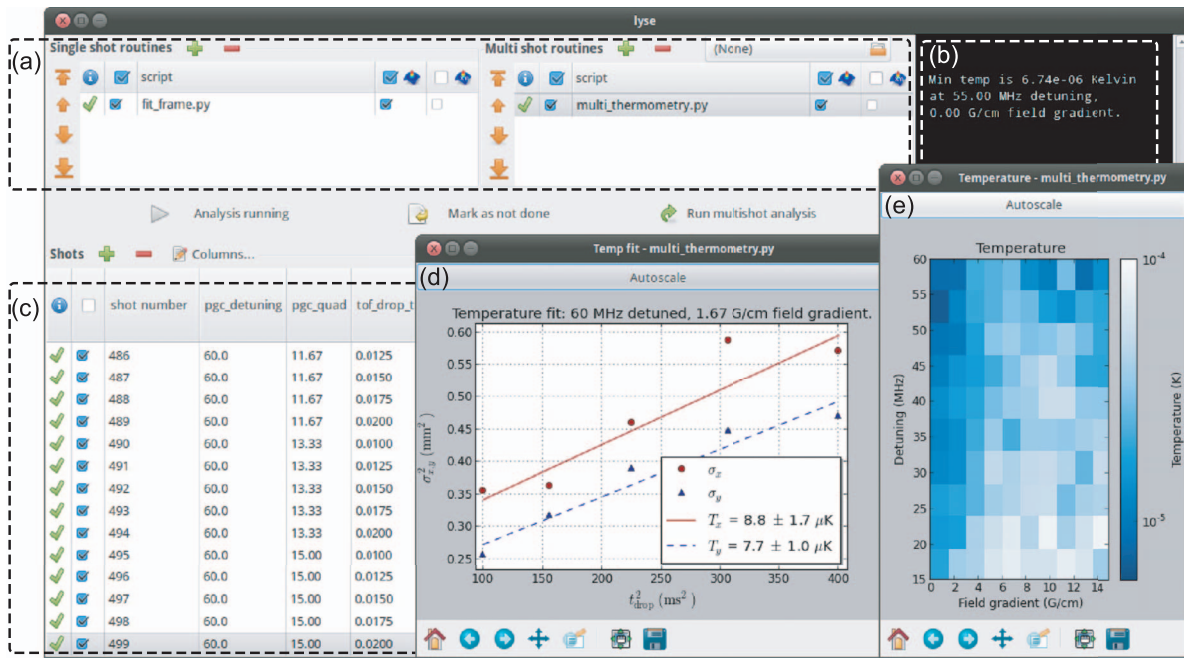 lyse
(a)
Single shot routines
Multi shot routines
(None)
script
script
fit_frame.py
multi_thermometry.py
(b)
Min temp is 6.74e-06 Kelvin
at 55.00 MHz detuning,
0.00 G/cm field gradient.
Analysis running
Mark as not done
Run multishot analysis
Shots
Columns...
(c)
shot number pgc_detuning pgc_quad tof_drop_t
486 60.0 11.67 0.0125
487 60.0 11.67 0.0150
488 60.0 11.67 0.0175
489 60.0 11.67 0.0200
490 60.0 13.33 0.0100
491 60.0 13.33 0.0125
492 60.0 13.33 0.0150
493 60.0 13.33 0.0175
494 60.0 13.33 0.0200
495 60.0 15.00 0.0100
496 60.0 15.00 0.0125
497 60.0 15.00 0.0150
498 60.0 15.00 0.0175
499 60.0 15.00 0.0200
Temp fit - multi_thermometry.py
(d)
Autoscale
Temperature fit: 60 MHz detuned, 1.67 G/cm field gradient.
0.60
0.55
0.50
0.45
0.40
0.35
0.30
0.25
σ²x,y (mm²)
σx
σy
Tx = 8.8 ± 1.7 μK
Ty = 7.7 ± 1.0 μK
100 150 200 250 300 350 400
t²drop (ms²)
Temperature - multi_thermometry.py
(e)
Autoscale
Temperature
60
55
50
45
40
35
30
25
20
15
Detuning (MHz)
0 2 4 6 8 10 12 14
Field gradient (G/cm)
10⁻⁴
10⁻⁵
Temperature (K)